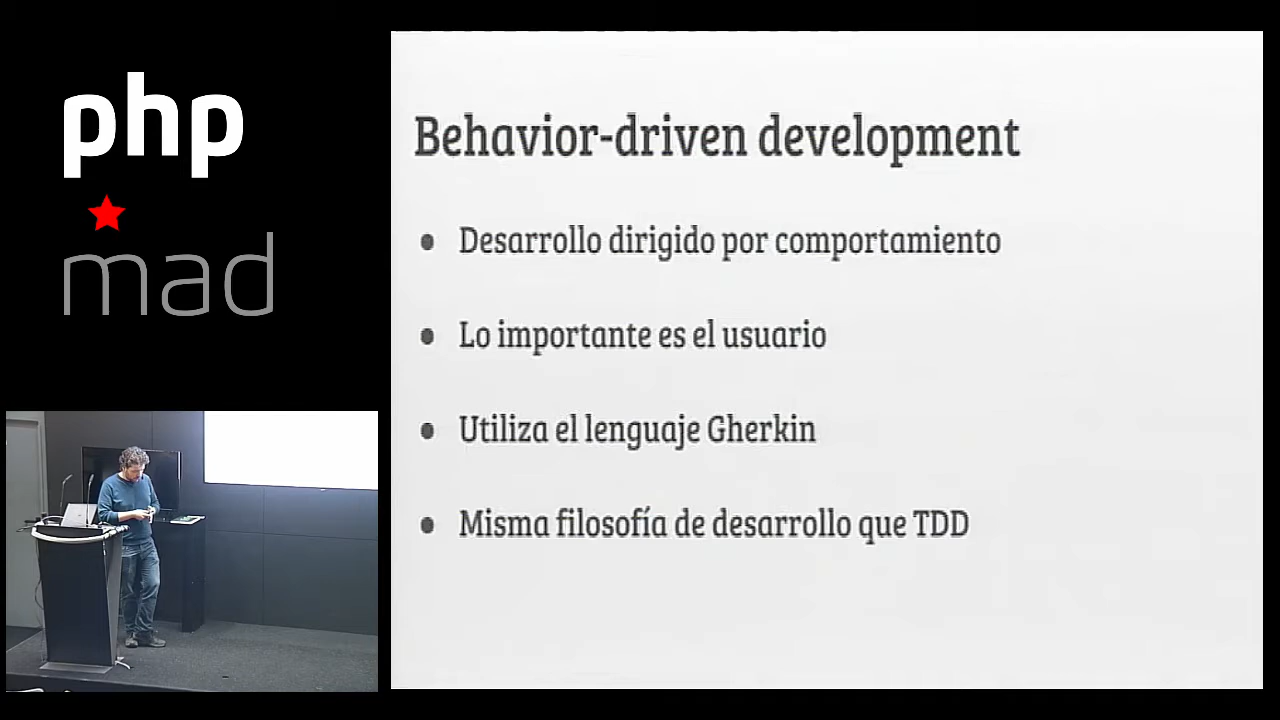 php
mad
Behavior-driven development
Desarrollo dirigido por comportamiento
Lo importante es el usuario
Utiliza el lenguaje Gherkin
Misma filosofía de desarrollo que TDD